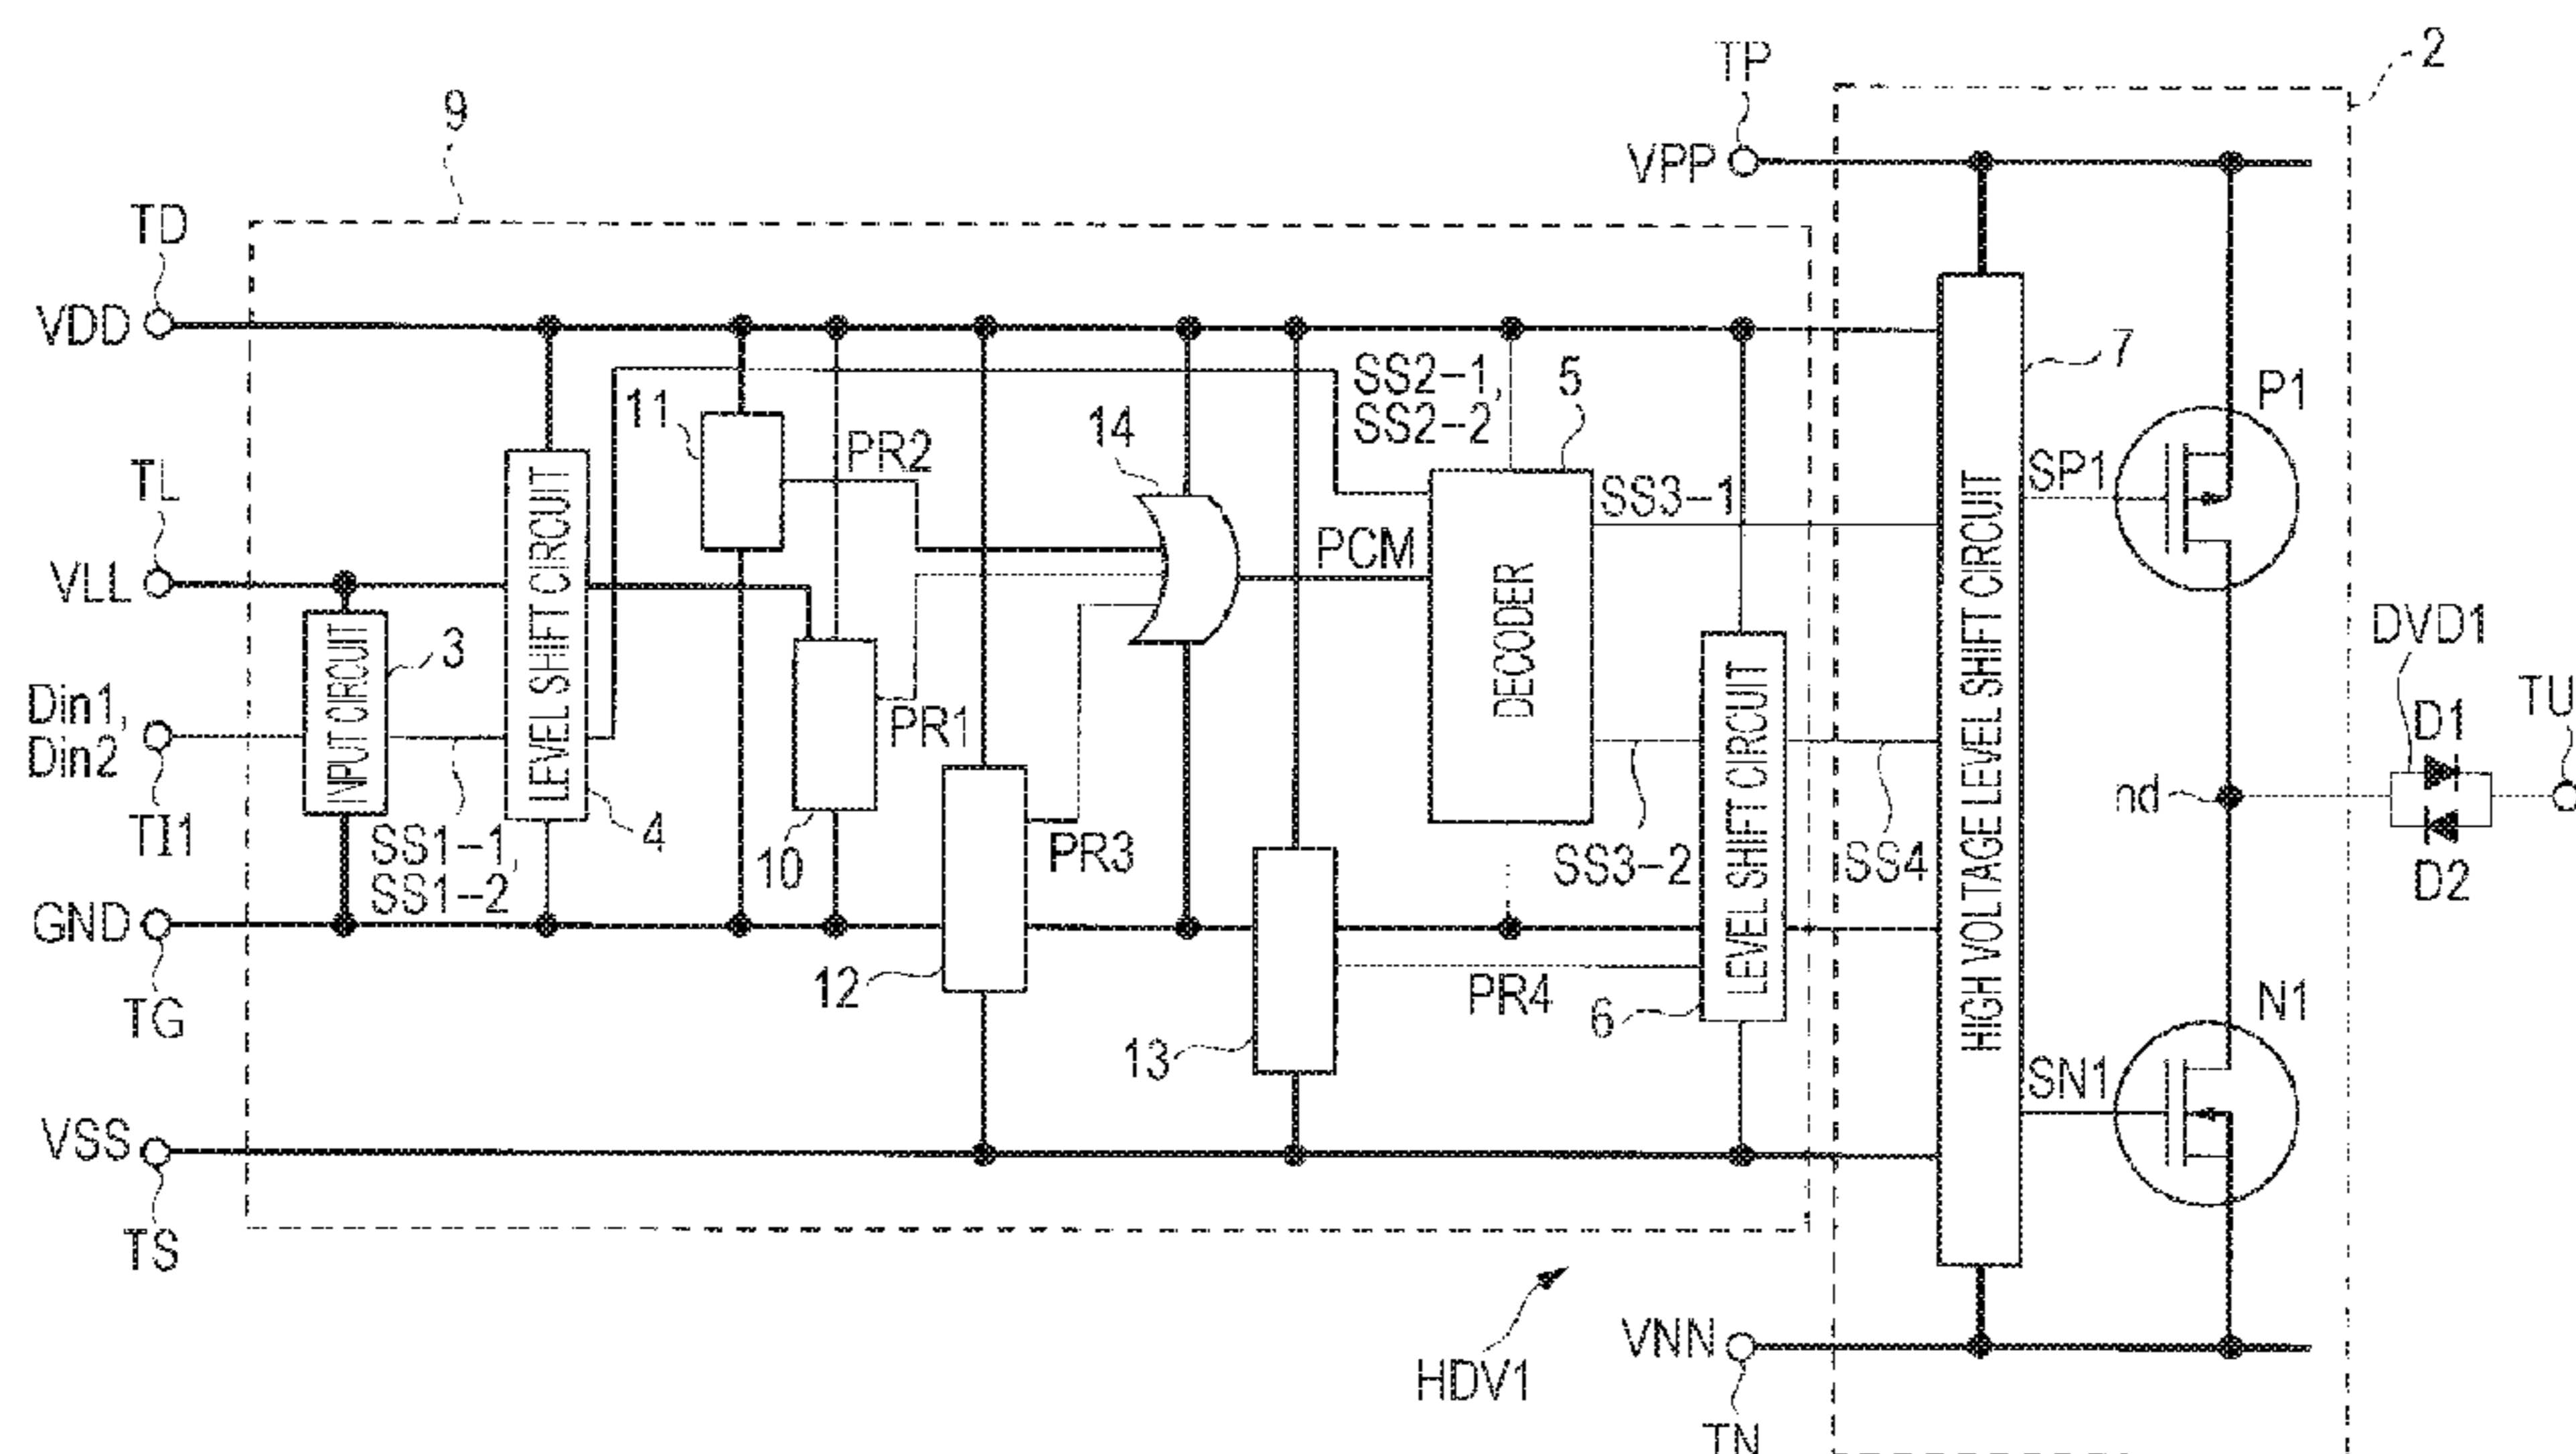 TP
2
9
VPP
TD
VDD
SS2-1,
SS2-2
5
7
P1
11
TL
PR2
14
SP1
LEVEL SHIFT CIRCUIT
SS3-1
PCM
VLL
INPUT CIRCUIT
3
DECODER
HIGH VOLTAGE LEVEL SHIFT CIRCUIT
DVD1
Din1,
Din2
PR1
LEVEL SHIFT CIRCUIT
D1
TU
nd
TI1
SS1-1,
SS1-2
4
10
PR3
SS3-2
SS4
D2
GND
12
PR4
6
N1
TG
13
SN1
VSS
TS
HDV1
VNN
TN